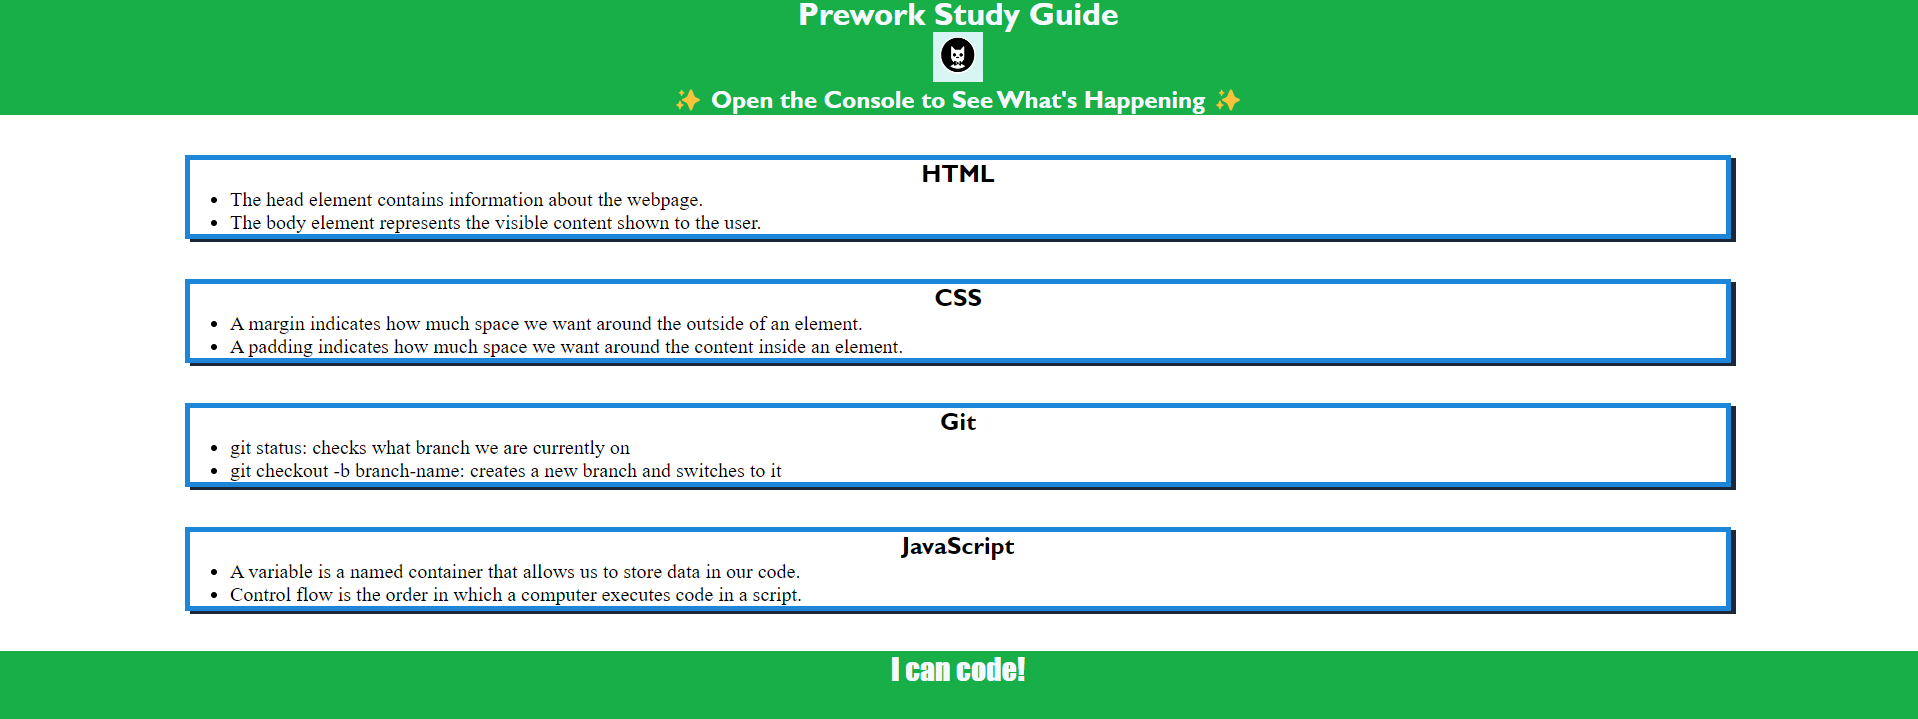 Prework Study Guide
✨ Open the Console to See What's Happening ✨
HTML
• The head element contains information about the webpage.
• The body element represents the visible content shown to the user.
CSS
• A margin indicates how much space we want around the outside of an element.
• A padding indicates how much space we want around the content inside an element.
Git
• git status: checks what branch we are currently on
• git checkout -b branch-name: creates a new branch and switches to it
JavaScript
• A variable is a named container that allows us to store data in our code.
• Control flow is the order in which a computer executes code in a script.
I can code!